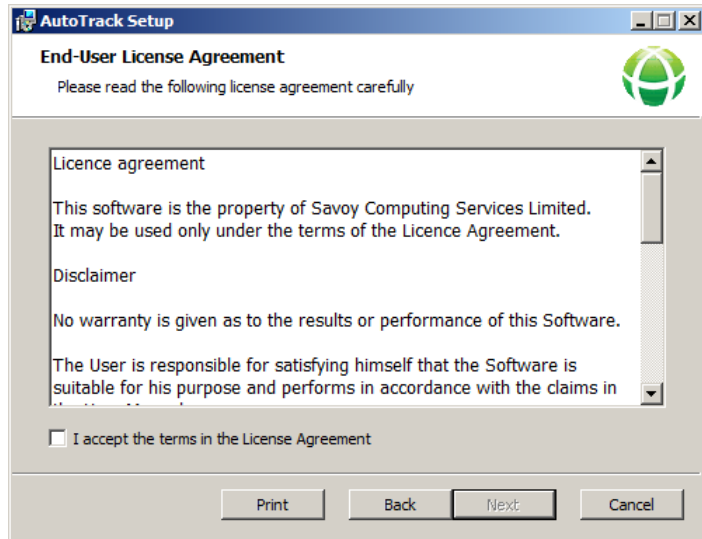 AutoTrack Setup
End-User License Agreement
Please read the following license agreement carefully
Licence agreement
This software is the property of Savoy Computing Services Limited.
It may be used only under the terms of the Licence Agreement.
Disclaimer
No warranty is given as to the results or performance of this Software.
The User is responsible for satisfying himself that the Software is
suitable for his purpose and performs in accordance with the claims in
I accept the terms in the License Agreement
Print
Back
Next
Cancel